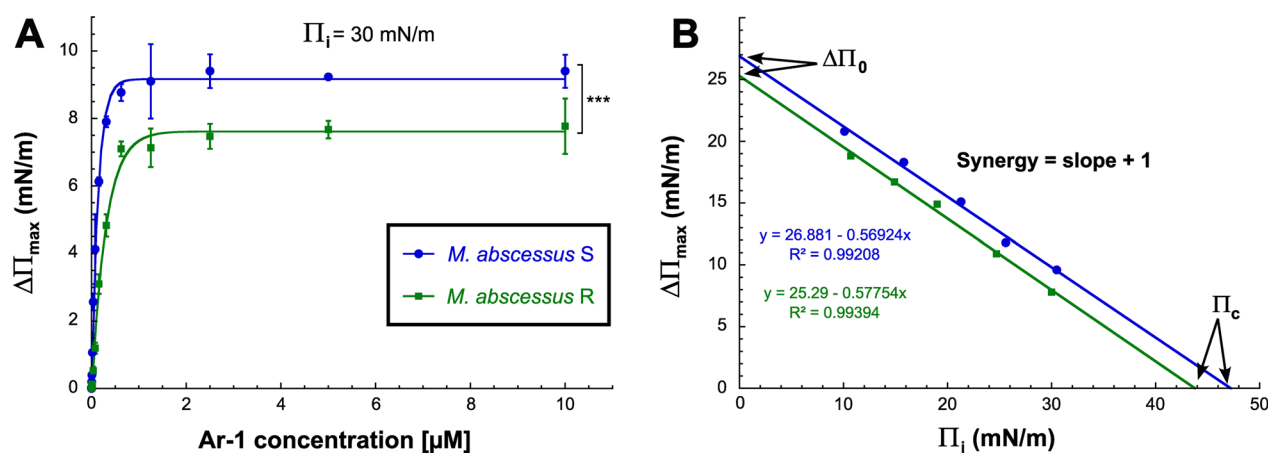 A
Πi = 30 mN/m
ΔΠmax (mN/m)
10
8
6
4
2
0
***
M. abscessus S
M. abscessus R
0
2
4
6
8
10
Ar-1 concentration [µM]
B
ΔΠ0
ΔΠmax (mN/m)
25
20
15
10
5
0
Synergy = slope + 1
y = 26.881 - 0.56924x
R² = 0.99208
y = 25.29 - 0.57754x
R² = 0.99394
Πc
0
10
20
30
40
50
Πi (mN/m)